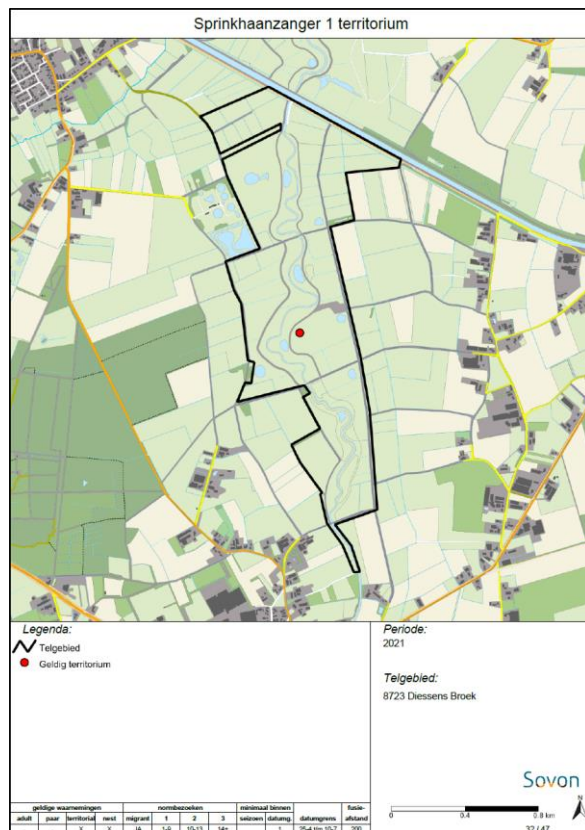 Sprinkhaanzanger 1 territorium
Legenda:
Telgebied
Geldig territorium
Periode:
2021
Telgebied:
8723 Diessens Broek
Sovon
0 0.4 0.8 km
N
geldige waarnemingen normbezoeken minimaal binnen fusie-
adult paar territoriaal nest migrant 1 2 3 seizoen datumg. datumgrens afstand
X X JA 1-9 10-13 14+ 1 25-4 t/m 10-7 200
32 / 47